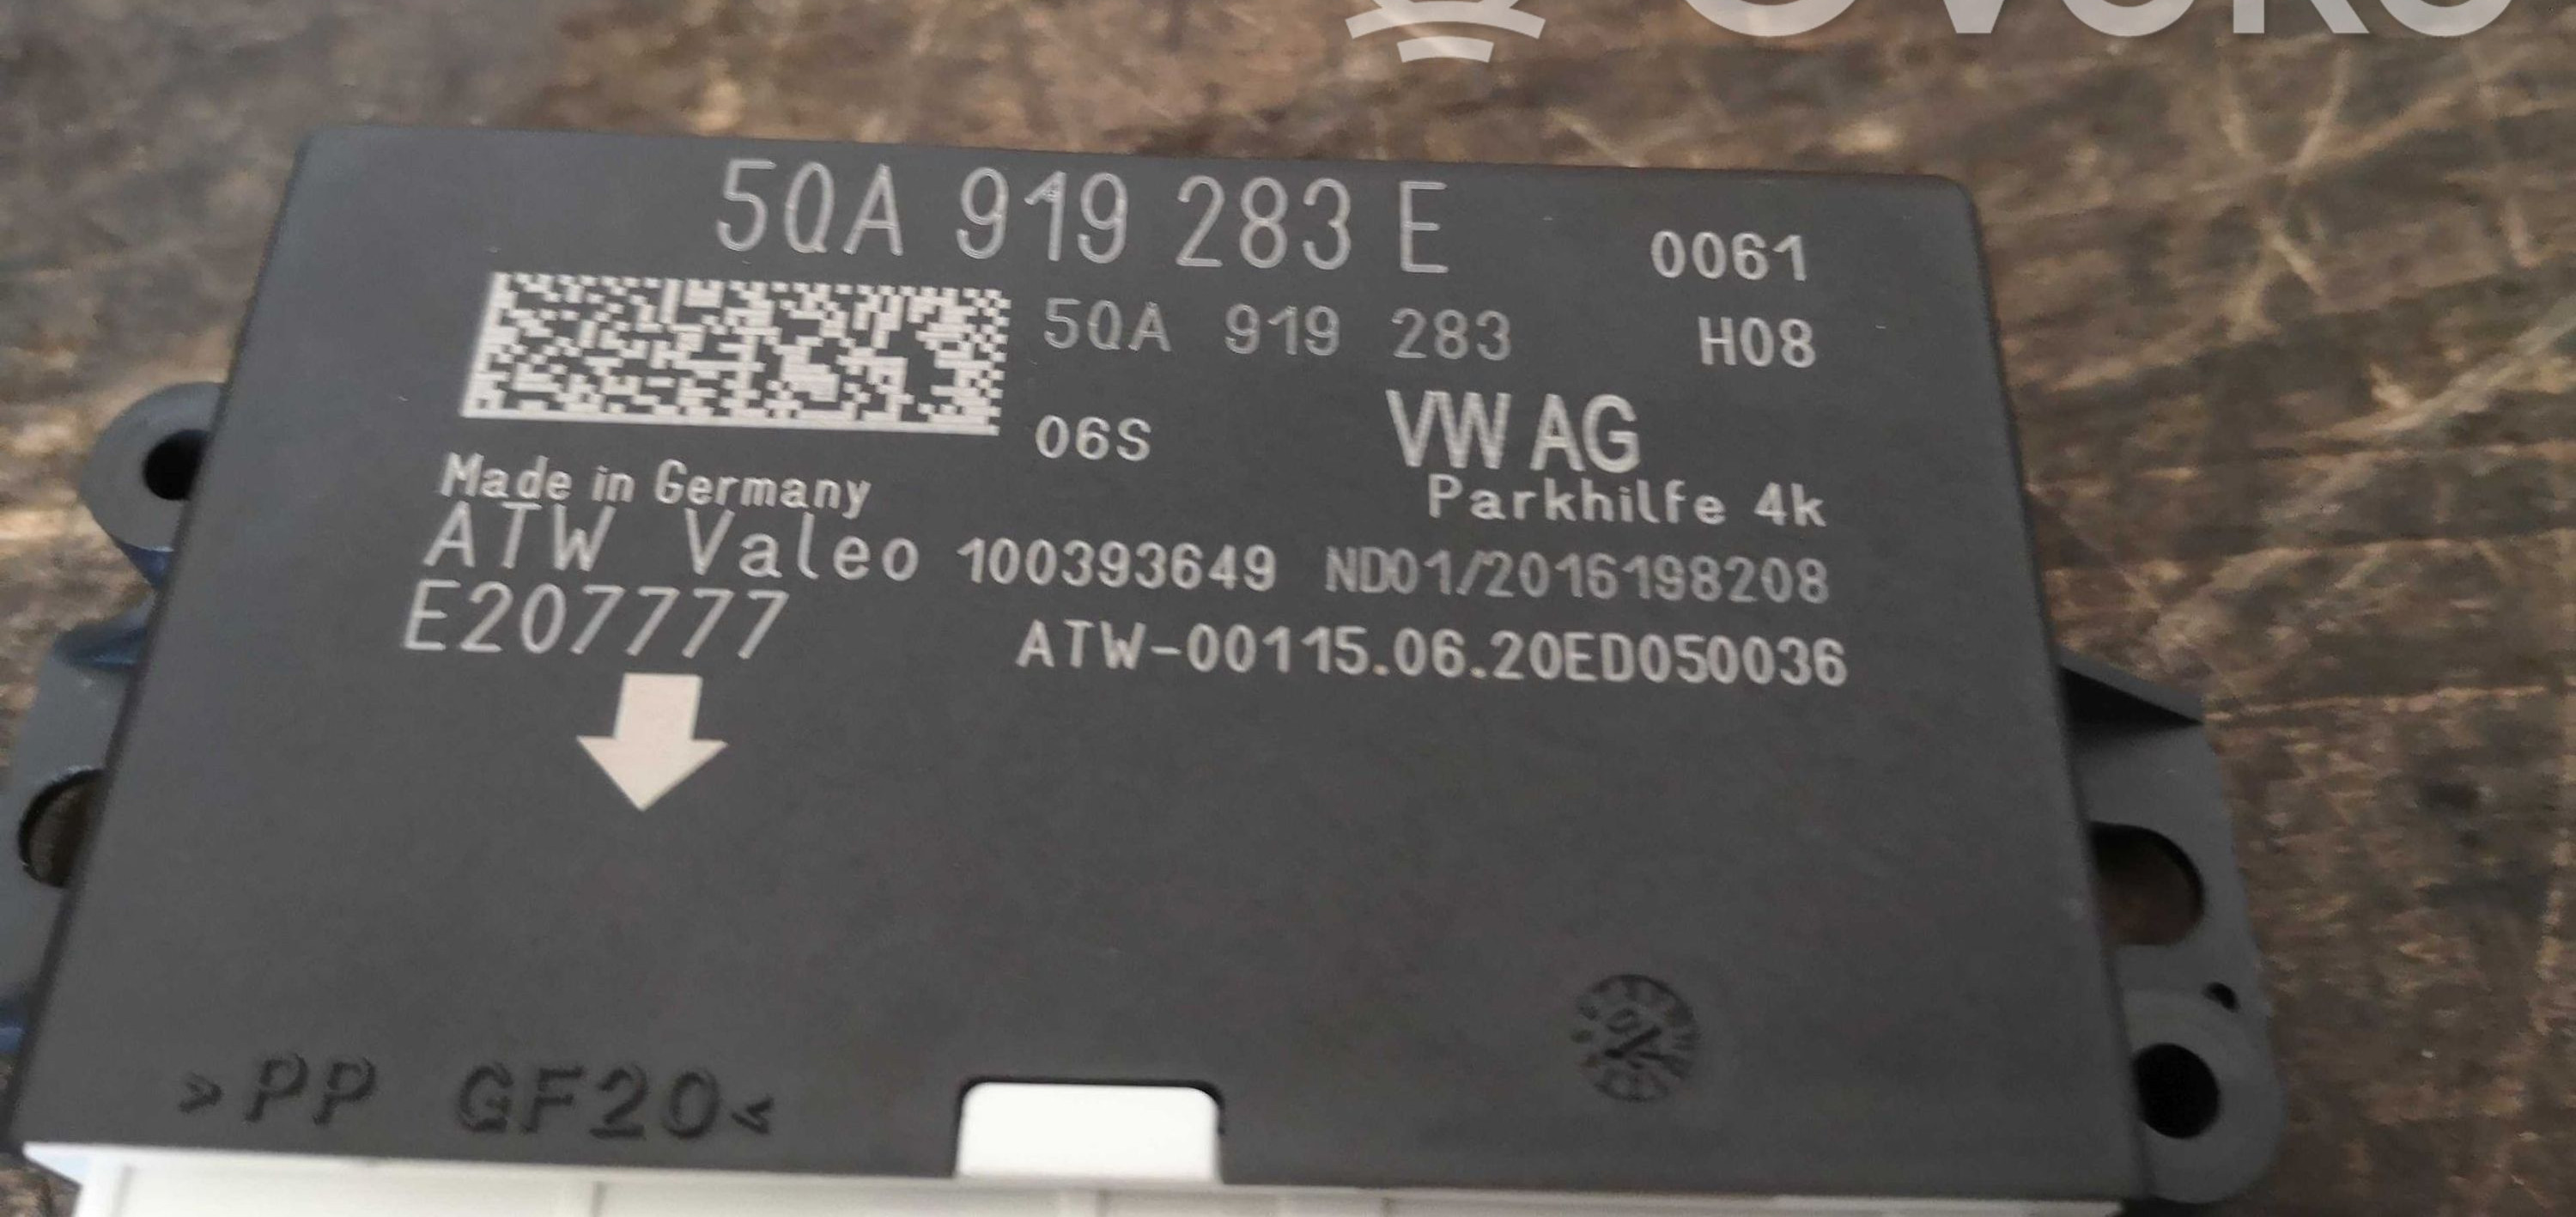 5QA 919 283 E
0061
5QA 919 283
H08
06S
VW AG
Made in Germany
Parkhilfe 4k
ATW Valeo 100393649 ND01/2016198208
E207777
ATW-00115.06.20ED050036
>PP GF20<